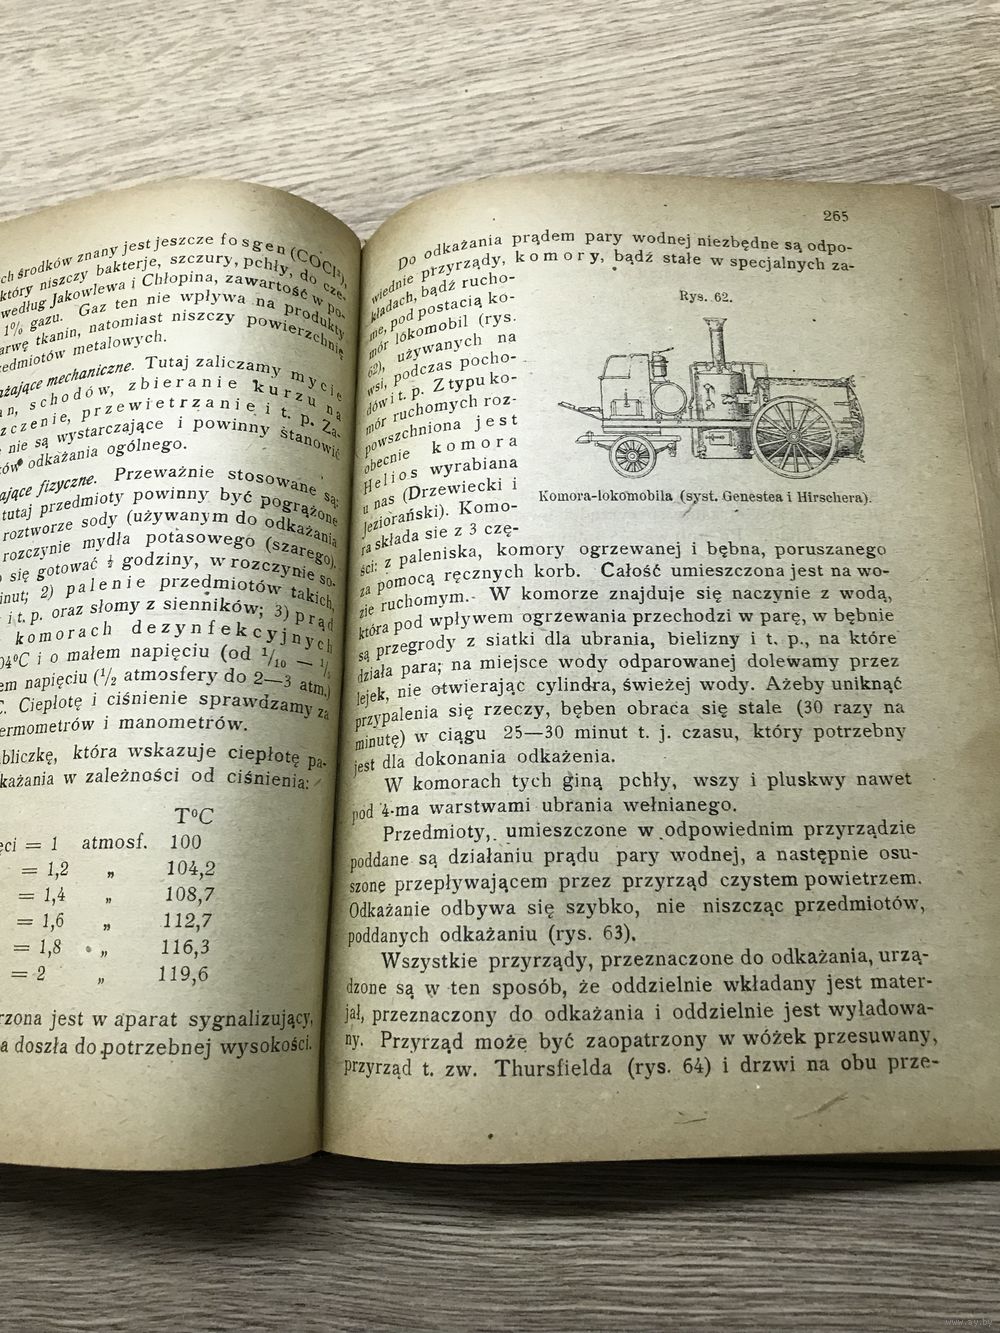 ch środków znany jest jeszcze fosgen (COCl²),
który niszczy bakterje, szczury, pchły, do cze-
według Jakowlewa i Chłopina, zawartość w po-
1% gazu. Gaz ten nie wpływa na produkty
arwę tkanin, natomiast niszczy powierzchnię
edmiotów metalowych.
ażające mechaniczne. Tutaj zaliczamy mycie
an, schodów, zbieranie kurzu na
zczenie, przewietrzanie i t. p. Za-
nie są wystarczające i powinny stanowić
ków odkażania ogólnego.
ające fizyczne. Przeważnie stosowane są:
tutaj przedmioty powinny być pogrążone
roztworze sody (używanym do odkażania
rozczynie mydła potasowego (szarego).
się gotować ½ godziny, w rozczynie so-
inut; 2) palenie przedmiotów takich,
i t. p. oraz słomy z sienników; 3) prąd
komorach dezynfekcyjnych
04°C i o małem napięciu (od 1/10 —
em napięciu (1/2 atmosfery do 2—3 atm.)
C. Ciepłotę i ciśnienie sprawdzamy za
ermometrów i manometrów.
bliczkę, która wskazuje ciepłotę pa-
każania w zależności od ciśnienia:
T°C
ęci = 1 atmosf. 100
= 1,2 „ 104,2
= 1,4 „ 108,7
= 1,6 „ 112,7
= 1,8 „ 116,3
= 2 „ 119,6
rzona jest w aparat sygnalizujący,
a doszła do potrzebnej wysokości.
265
Do odkażania prądem pary wodnej niezbędne są odpo-
wiednie przyrządy, komory, bądź stałe w specjalnych za-
kładach, bądź rucho-
me, pod postacią ko-
mór lokomobil (rys.
62), używanych na
wsi, podczas pocho-
dów i t. p. Z typu ko-
mór ruchomych roz-
powszechniona jest
obecnie komora
Helios wyrabiana
u nas (Drzewiecki i
Jeziorański). Komo-
ra składa sie z 3 czę-
Rys. 62.
Komora-lokomobila (syst. Genestea i Hirschera).
ści: z paleniska, komory ogrzewanej i bębna, poruszanego
za pomocą ręcznych korb. Całość umieszczona jest na wo-
zie ruchomym. W komorze znajduje się naczynie z wodą,
która pod wpływem ogrzewania przechodzi w parę, w bębnie
są przegrody z siatki dla ubrania, bielizny i t. p., na które
działa para; na miejsce wody odparowanej dolewamy przez
lejek, nie otwierając cylindra, świeżej wody. Ażeby uniknąć
przypalenia się rzeczy, bęben obraca się stale (30 razy na
minutę) w ciągu 25—30 minut t. j. czasu, który potrzebny
jest dla dokonania odkażenia.
W komorach tych giną pchły, wszy i pluskwy nawet
pod 4-ma warstwami ubrania wełnianego.
Przedmioty, umieszczone w odpowiednim przyrządzie
poddane są działaniu prądu pary wodnej, a następnie osu-
szone przepływającem przez przyrząd czystem powietrzem.
Odkażanie odbywa się szybko, nie niszcząc przedmiotów,
poddanych odkażaniu (rys. 63).
Wszystkie przyrządy, przeznaczone do odkażania, urzą-
dzone są w ten sposób, że oddzielnie wkładany jest mater-
jał, przeznaczony do odkażania i oddzielnie jest wyładowa-
ny. Przyrząd może być zaopatrzony w wóżek przesuwany,
przyrząd t. zw. Thursfielda (rys. 64) i drzwi na obu prze-
www.ay.by